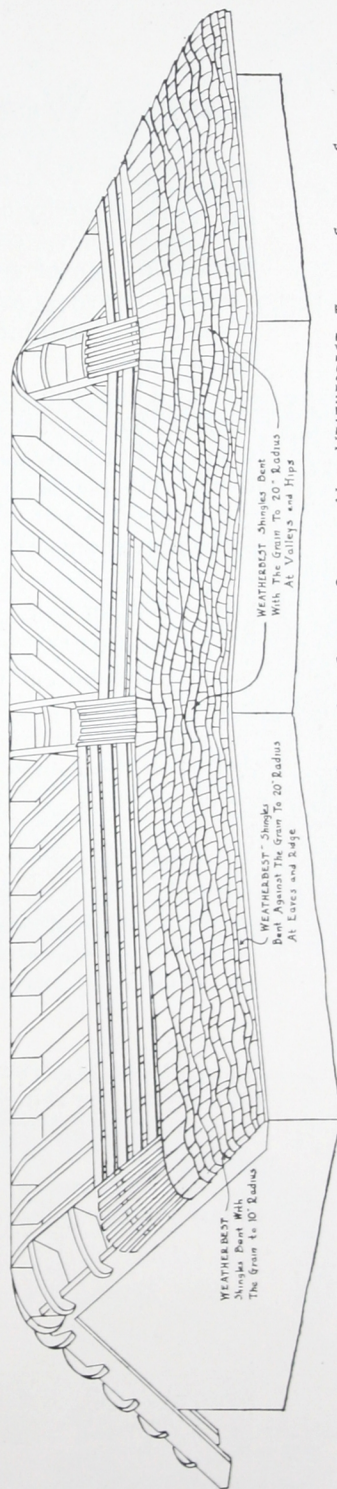 WEATHERBEST
Shingles Bent With
The Grain to 10" Radius
WEATHERBEST Shingles
Bent Against The Grain To 20" Radius
At Eaves and Ridge
WEATHERBEST Shingles Bent
With The Grain To 20" Radius
At Valleys and Hips